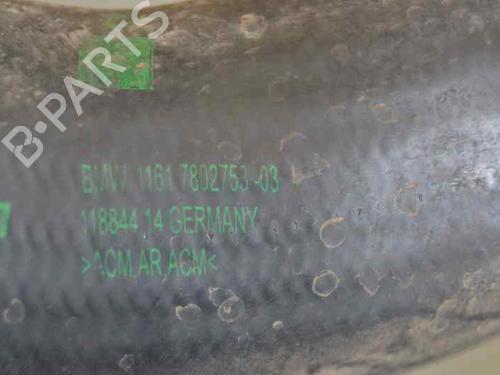 B-PARTS
BMW 1161 7802753-03
118844 14 GERMANY
>ACM,AR,ACM<